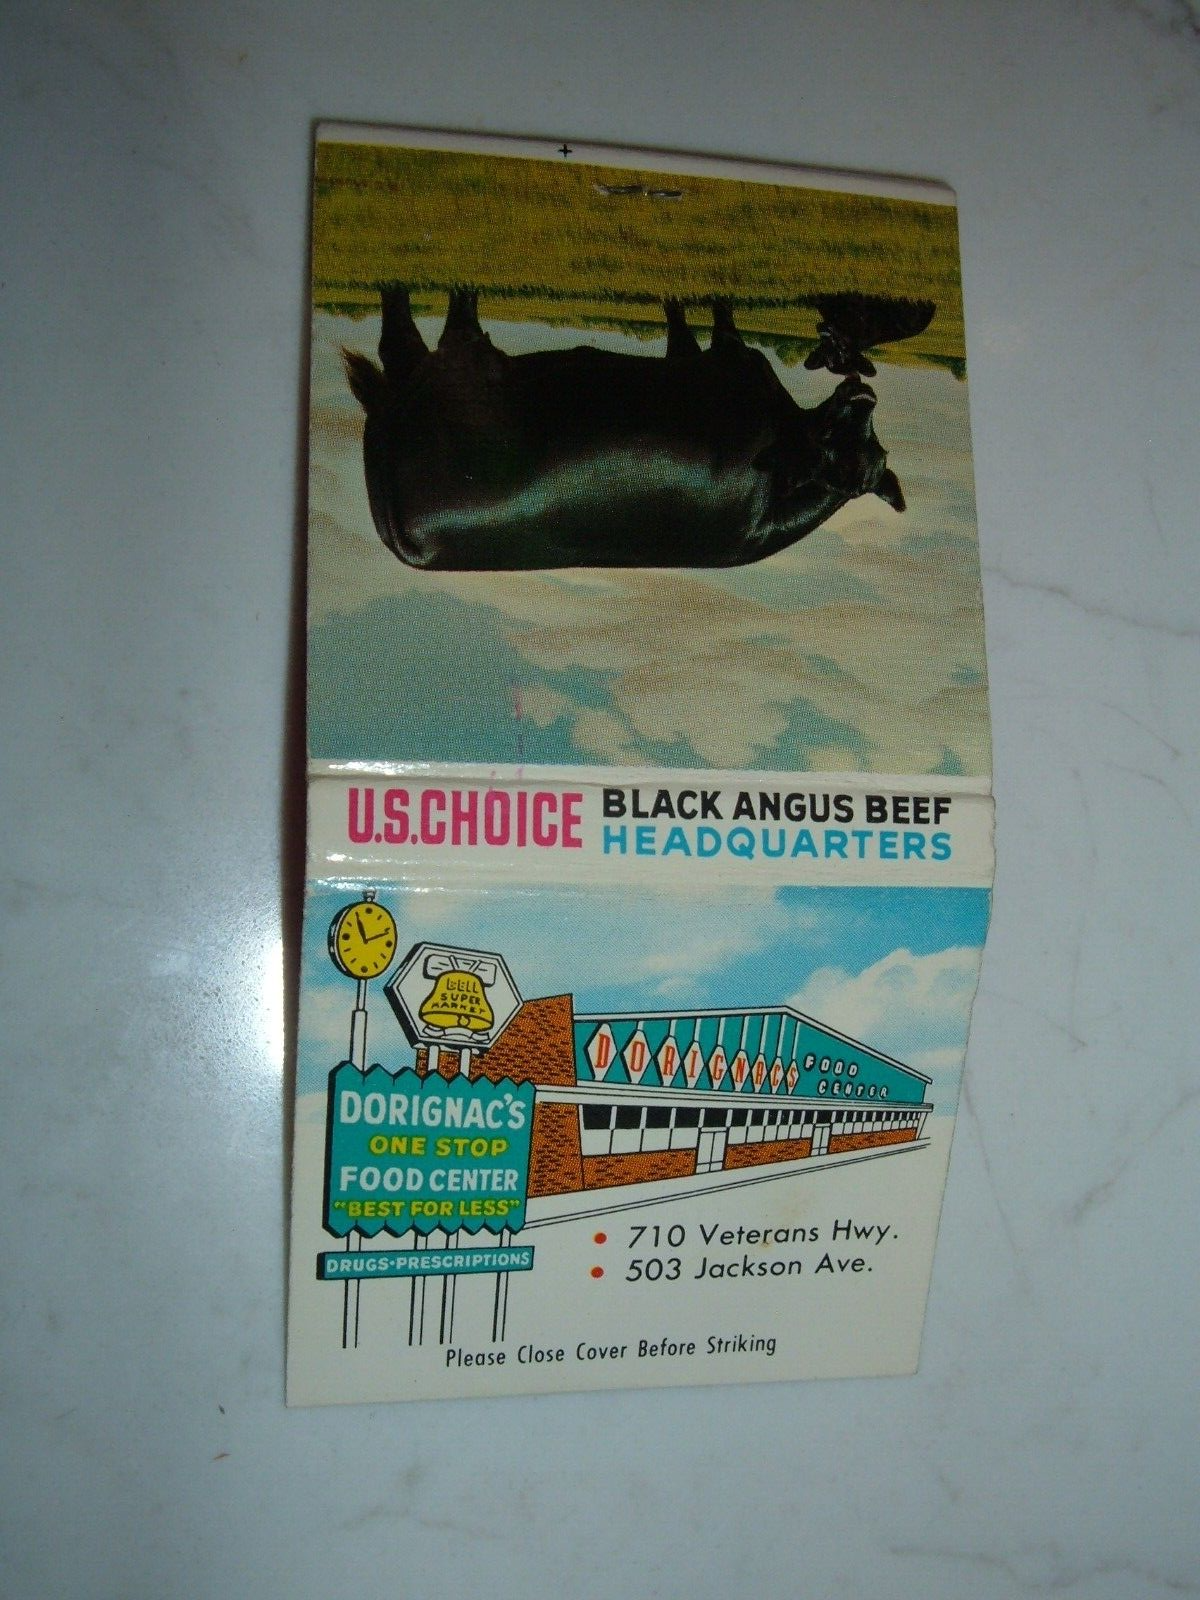 U.S. CHOICE BLACK ANGUS BEEF
HEADQUARTERS
BELL
SUPER
MARKET
DORIGNAC'S
FOOD
CENTER
DORIGNAC'S
ONE STOP
FOOD CENTER
"BEST FOR LESS"
DRUGS-PRESCRIPTIONS
• 710 Veterans Hwy.
• 503 Jackson Ave.
Please Close Cover Before Striking